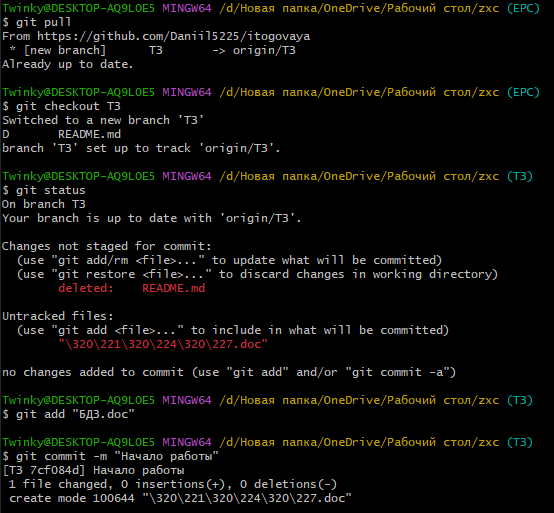 Twinky@DESKTOP-AQ9LOE5 MINGW64 /d/Новая папка/OneDrive/Рабочий стол/zxc (EPC)
$ git pull
From https://github.com/Daniil5225/itogovaya
 * [new branch]      T3         -> origin/T3
Already up to date.

Twinky@DESKTOP-AQ9LOE5 MINGW64 /d/Новая папка/OneDrive/Рабочий стол/zxc (EPC)
$ git checkout T3
Switched to a new branch 'T3'
D       README.md
branch 'T3' set up to track 'origin/T3'.

Twinky@DESKTOP-AQ9LOE5 MINGW64 /d/Новая папка/OneDrive/Рабочий стол/zxc (T3)
$ git status
On branch T3
Your branch is up to date with 'origin/T3'.

Changes not staged for commit:
  (use "git add/rm <file>..." to update what will be committed)
  (use "git restore <file>..." to discard changes in working directory)
        deleted:    README.md

Untracked files:
  (use "git add <file>..." to include in what will be committed)
        "\320\221\320\224\320\227.doc"

no changes added to commit (use "git add" and/or "git commit -a")

Twinky@DESKTOP-AQ9LOE5 MINGW64 /d/Новая папка/OneDrive/Рабочий стол/zxc (T3)
$ git add "БДЗ.doc"

Twinky@DESKTOP-AQ9LOE5 MINGW64 /d/Новая папка/OneDrive/Рабочий стол/zxc (T3)
$ git commit -m "Начало работы"
[T3 7cf084d] Начало работы
 1 file changed, 0 insertions(+), 0 deletions(-)
 create mode 100644 "\320\221\320\224\320\227.doc"